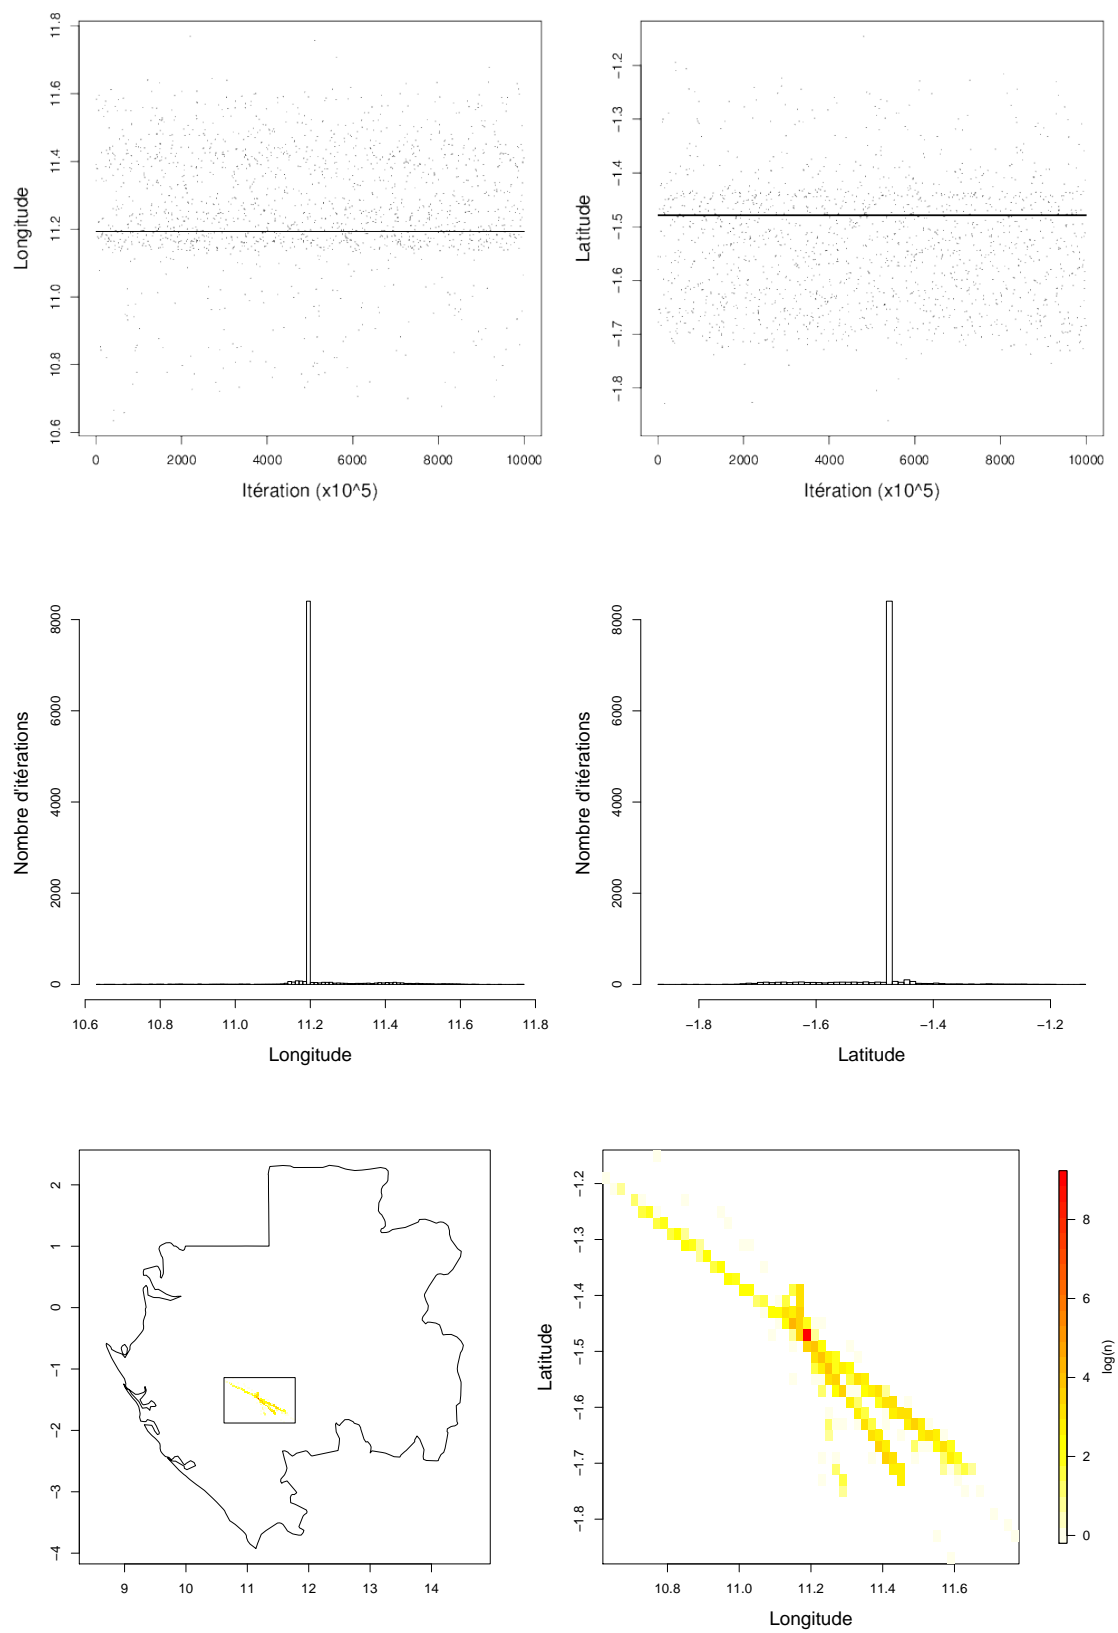 11.8
11.6
11.4
11.2
11.0
10.8
10.6
Longitude
0 2000 4000 6000 8000 10000
Itération (x10^5)
−1.2
−1.3
−1.4
−1.5
−1.6
−1.7
−1.8
Latitude
0 2000 4000 6000 8000 10000
Itération (x10^5)
8000
6000
4000
2000
0
Nombre d'itérations
10.6 10.8 11.0 11.2 11.4 11.6 11.8
Longitude
8000
6000
4000
2000
0
Nombre d'itérations
−1.8 −1.6 −1.4 −1.2
Latitude
2
1
0
−1
−2
−3
−4
9 10 11 12 13 14
−1.2
−1.3
−1.4
−1.5
−1.6
−1.7
−1.8
Latitude
10.8 11.0 11.2 11.4 11.6
Longitude
8
6
4
2
0
log(n)